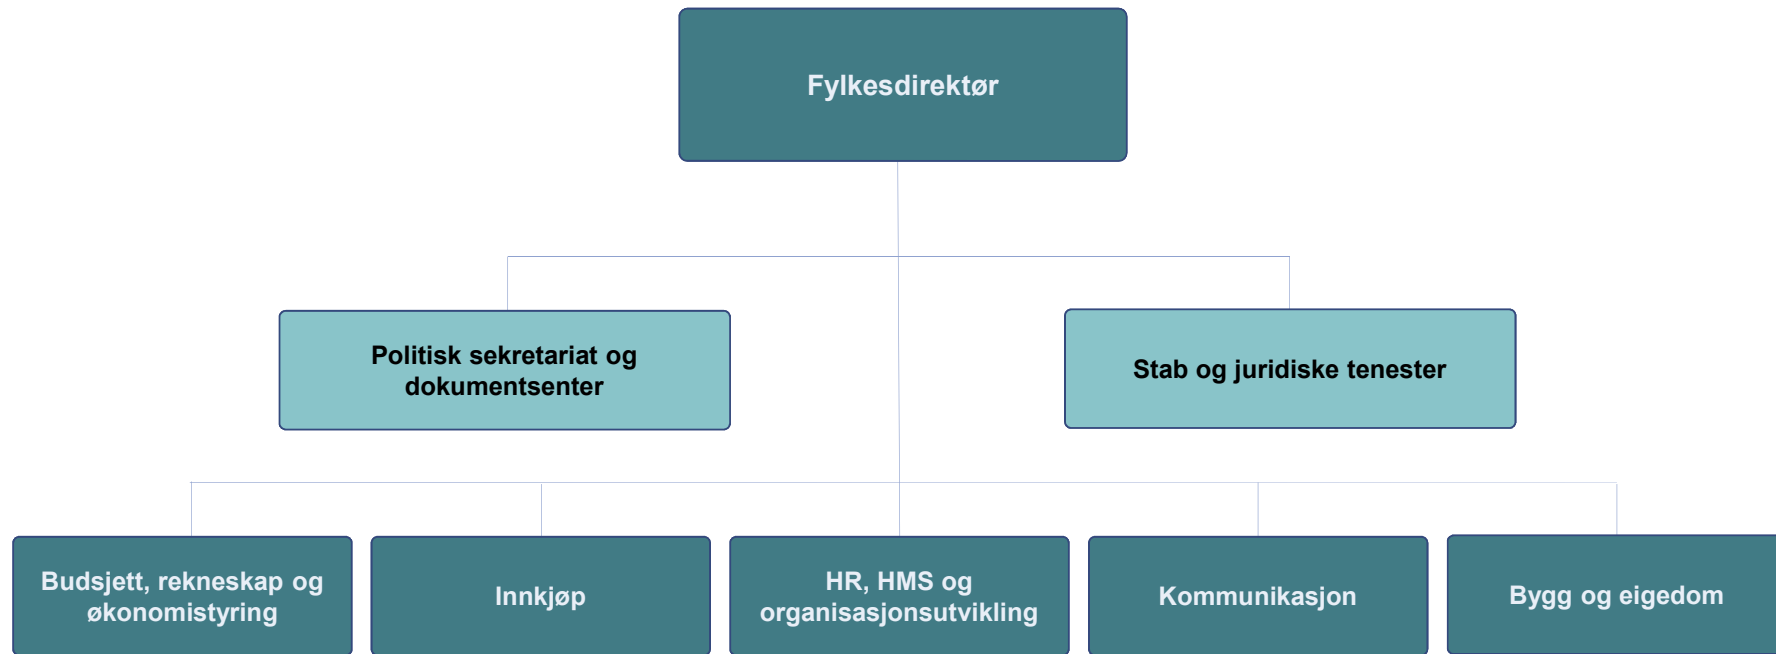 Fylkesdirektør
Politisk sekretariat og
dokumentsenter
Stab og juridiske tenester
Budsjett, rekneskap og
økonomistyring
Innkjøp
HR, HMS og
organisasjonsutvikling
Kommunikasjon
Bygg og eigedom